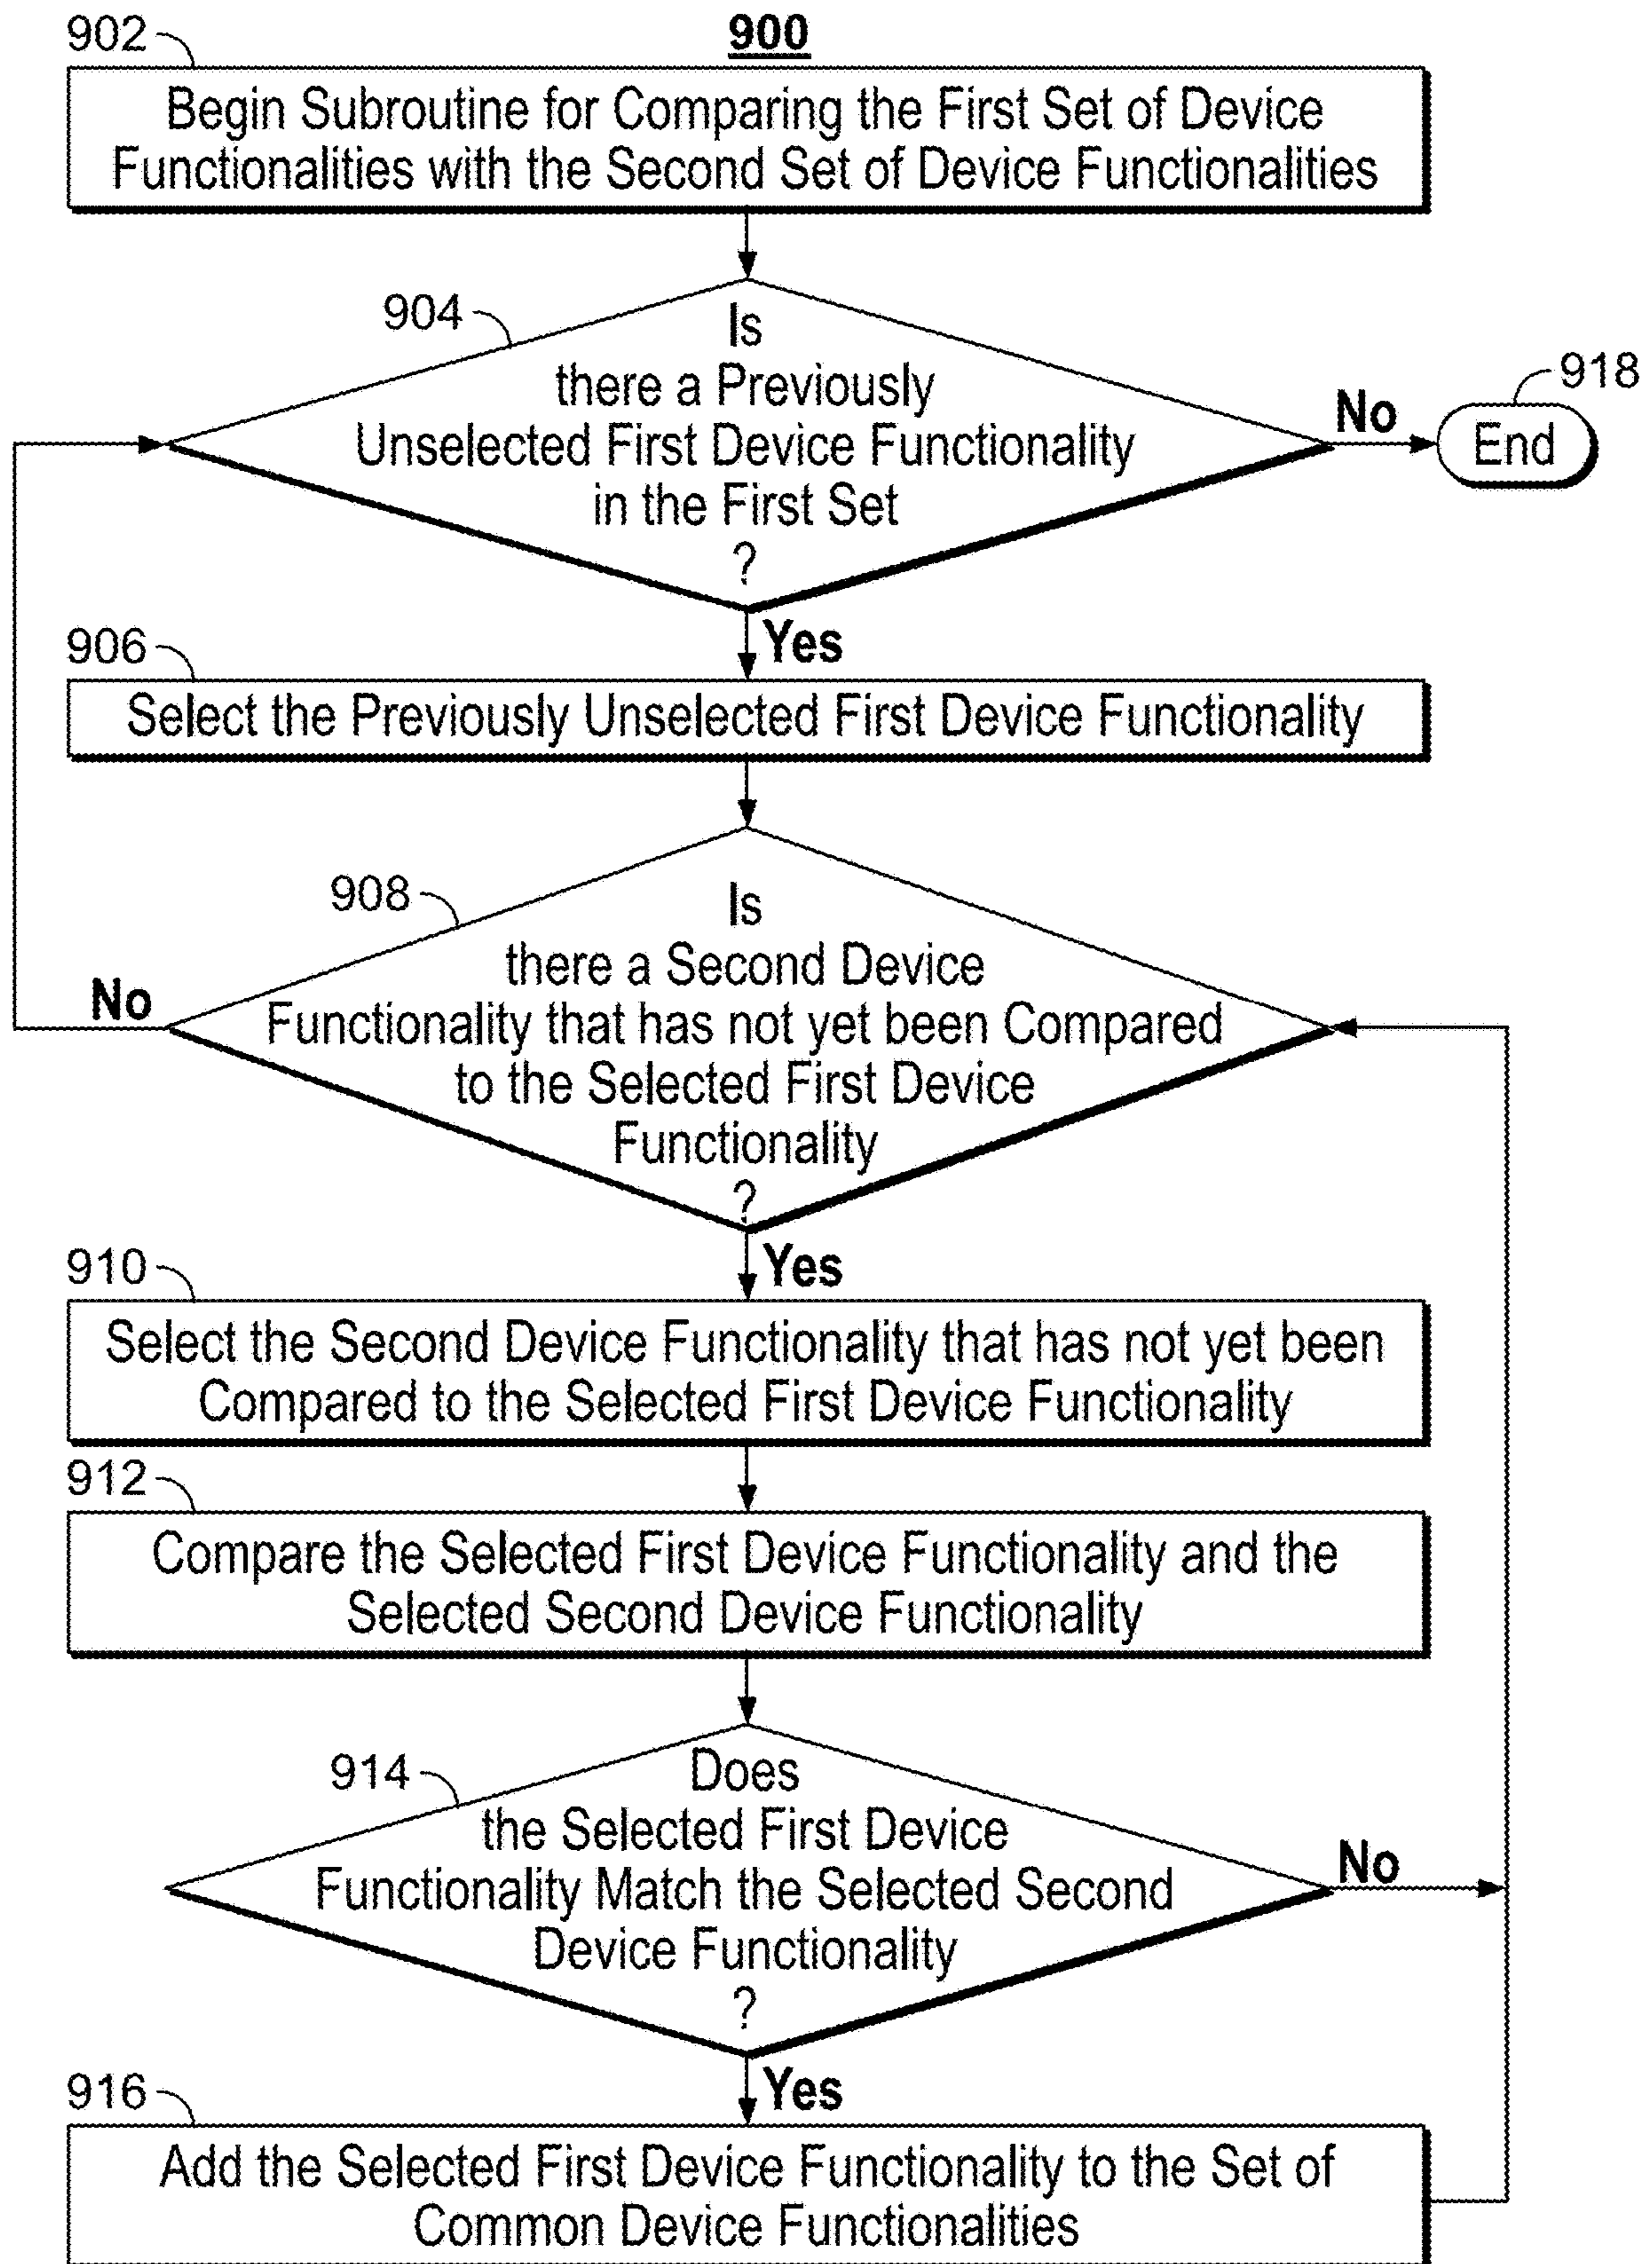 900
902
Begin Subroutine for Comparing the First Set of Device
Functionalities with the Second Set of Device Functionalities
904
Is
there a Previously
Unselected First Device Functionality
in the First Set
?
No
918
End
Yes
906
Select the Previously Unselected First Device Functionality
908
Is
there a Second Device
Functionality that has not yet been Compared
to the Selected First Device
Functionality
?
No
Yes
910
Select the Second Device Functionality that has not yet been
Compared to the Selected First Device Functionality
912
Compare the Selected First Device Functionality and the
Selected Second Device Functionality
914
Does
the Selected First Device
Functionality Match the Selected Second
Device Functionality
?
No
Yes
916
Add the Selected First Device Functionality to the Set of
Common Device Functionalities